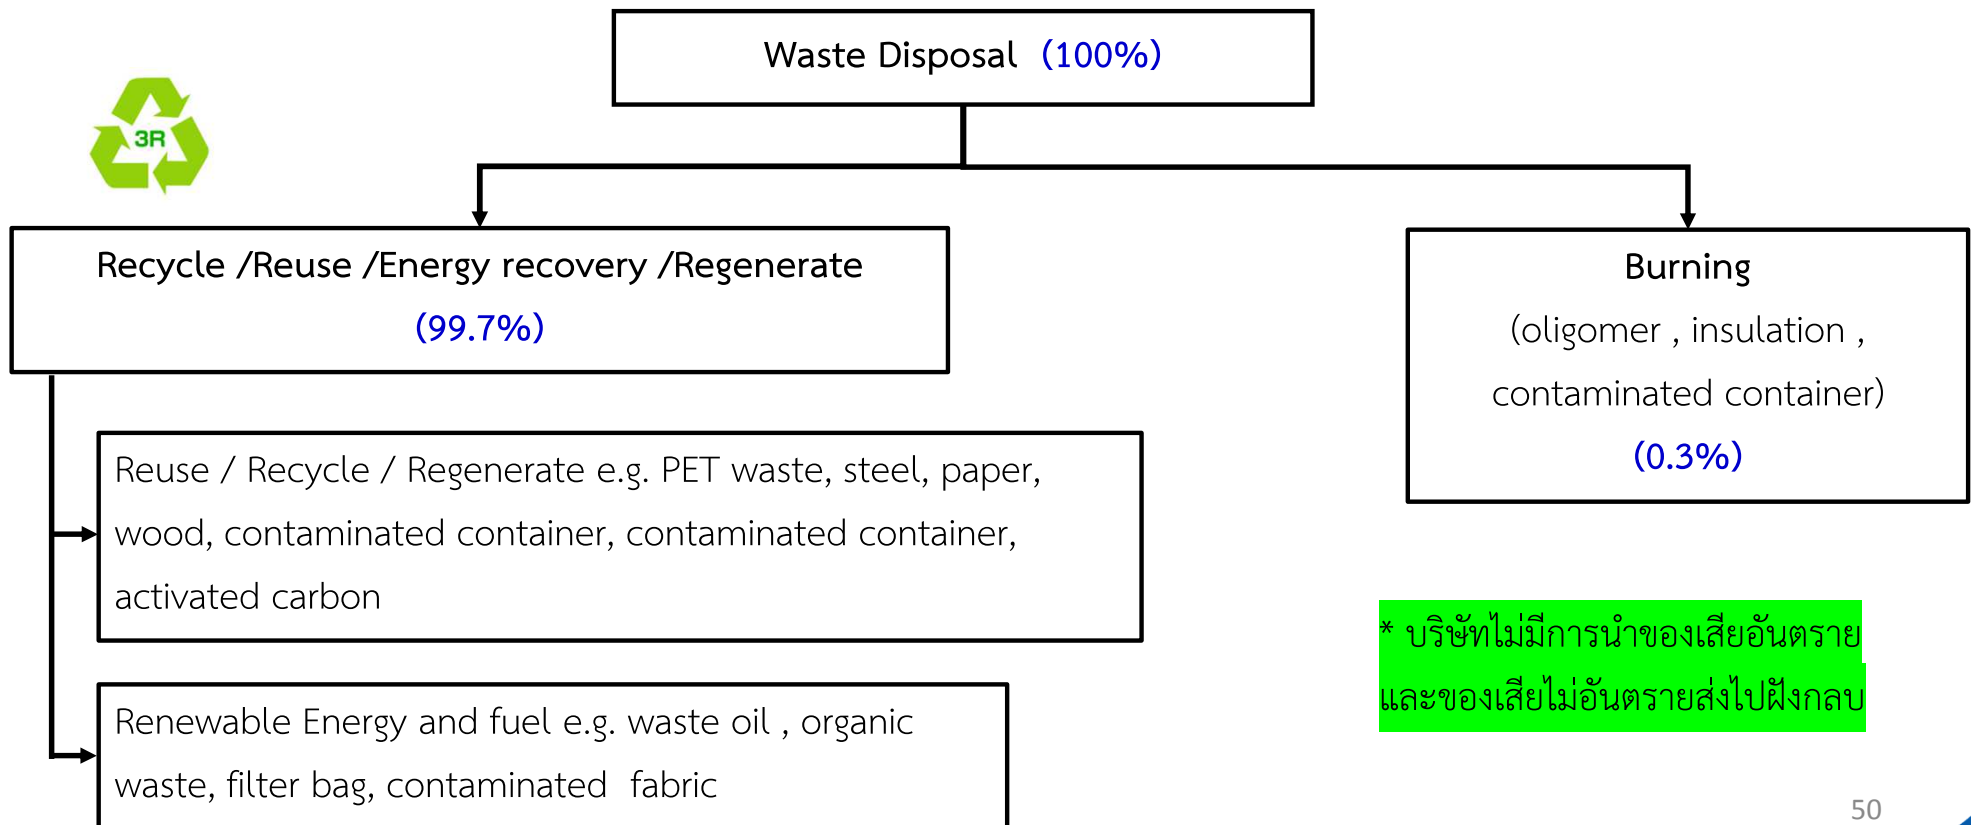 Waste Disposal (100%)
3R
Recycle /Reuse /Energy recovery /Regenerate
(99.7%)
Burning
(oligomer , insulation ,
contaminated container)
(0.3%)
Reuse / Recycle / Regenerate e.g. PET waste, steel, paper,
wood, contaminated container, contaminated container,
activated carbon
* บริษัทไม่มีการนำของเสียอันตราย
และของเสียไม่อันตรายส่งไปฝังกลบ
Renewable Energy and fuel e.g. waste oil , organic
waste, filter bag, contaminated fabric
50